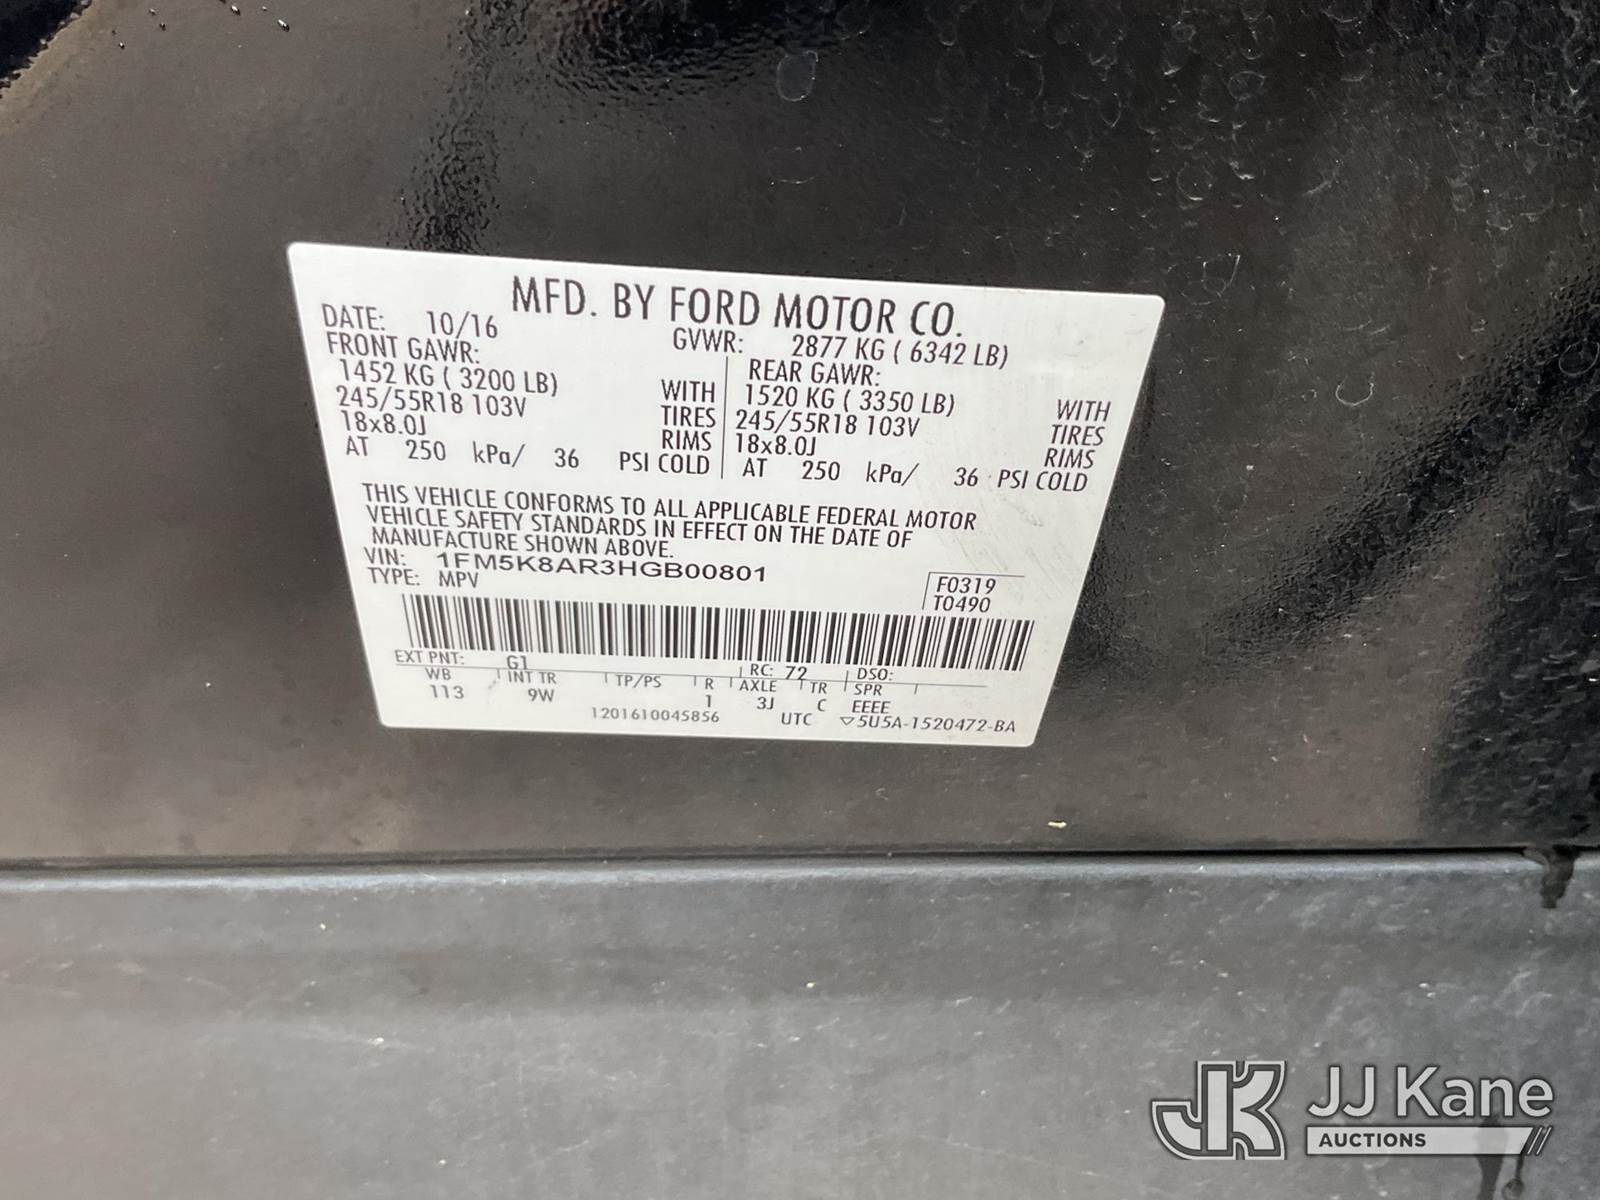 MFD. BY FORD MOTOR CO.
DATE: 10/16 GVWR: 2877 KG ( 6342 LB)
FRONT GAWR: REAR GAWR:
1452 KG ( 3200 LB) WITH 1520 KG ( 3350 LB) WITH
245/55R18 103V TIRES 245/55R18 103V TIRES
18x8.0J RIMS 18x8.0J RIMS
AT 250 kPa/ 36 PSI COLD AT 250 kPa/ 36 PSI COLD
THIS VEHICLE CONFORMS TO ALL APPLICABLE FEDERAL MOTOR
VEHICLE SAFETY STANDARDS IN EFFECT ON THE DATE OF
MANUFACTURE SHOWN ABOVE.
VIN: 1FM5K8AR3HGB00801
TYPE: MPV
F0319
T0490
EXT PNT: G1 RC: 72 DSO:
WB INT TR TP/PS R AXLE TR SPR
113 9W 1 3J C EEEE
1201610045856 UTC ▽5U5A-1520472-BA
JK JJ Kane
AUCTIONS